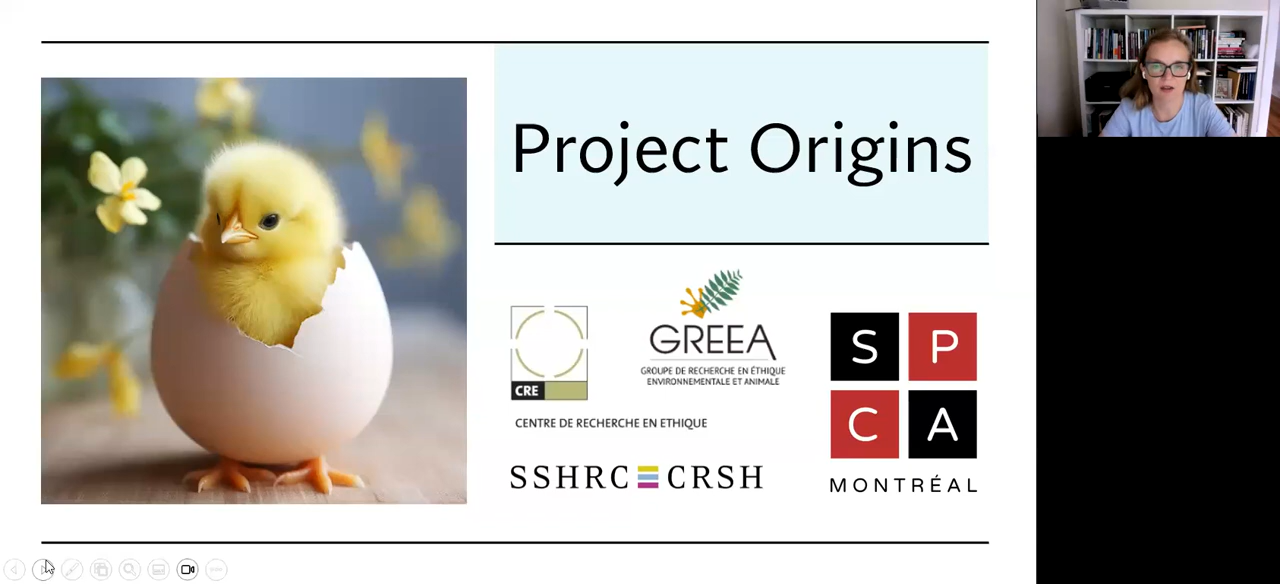 Project Origins
CRE
CENTRE DE RECHERCHE EN ETHIQUE
GREEA
GROUPE DE RECHERCHE EN ÉTHIQUE
ENVIRONNEMENTALE ET ANIMALE
SSHRC CRSH
S P
C A
MONTRÉAL